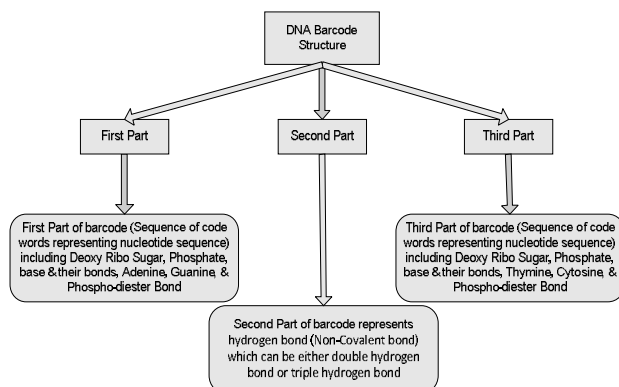 DNA Barcode
Structure
First Part
Second Part
Third Part
First Part of barcode (Sequence of code
words representing nucleotide sequence)
including Deoxy Ribo Sugar, Phosphate,
base & their bonds, Adenine, Guanine, &
Phospho-diester Bond
Third Part of barcode (Sequence of code
words representing nucleotide sequence)
including Deoxy Ribo Sugar, Phosphate,
base & their bonds, Thymine, Cytosine, &
Phospho-diester Bond
Second Part of barcode represents
hydrogen bond (Non-Covalent bond)
which can be either double hydrogen
bond or triple hydrogen bond